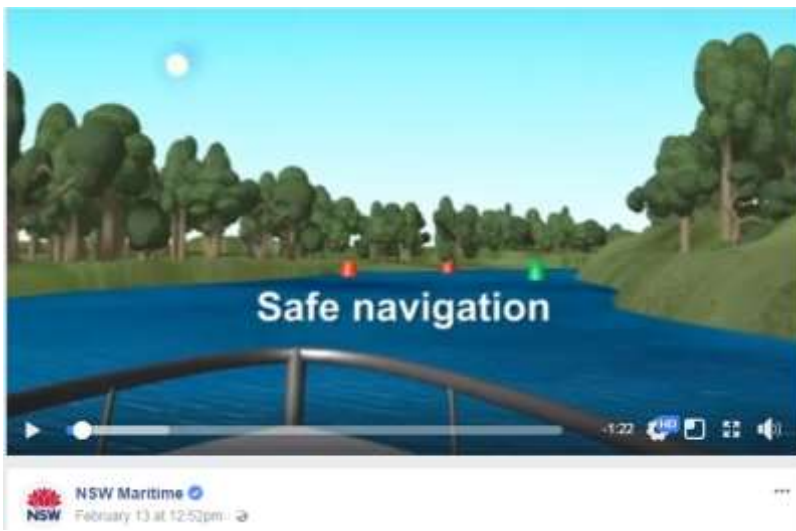 Safe navigation
-1:22
HD
NSW Maritime
NSW
February 13 at 12:52pm